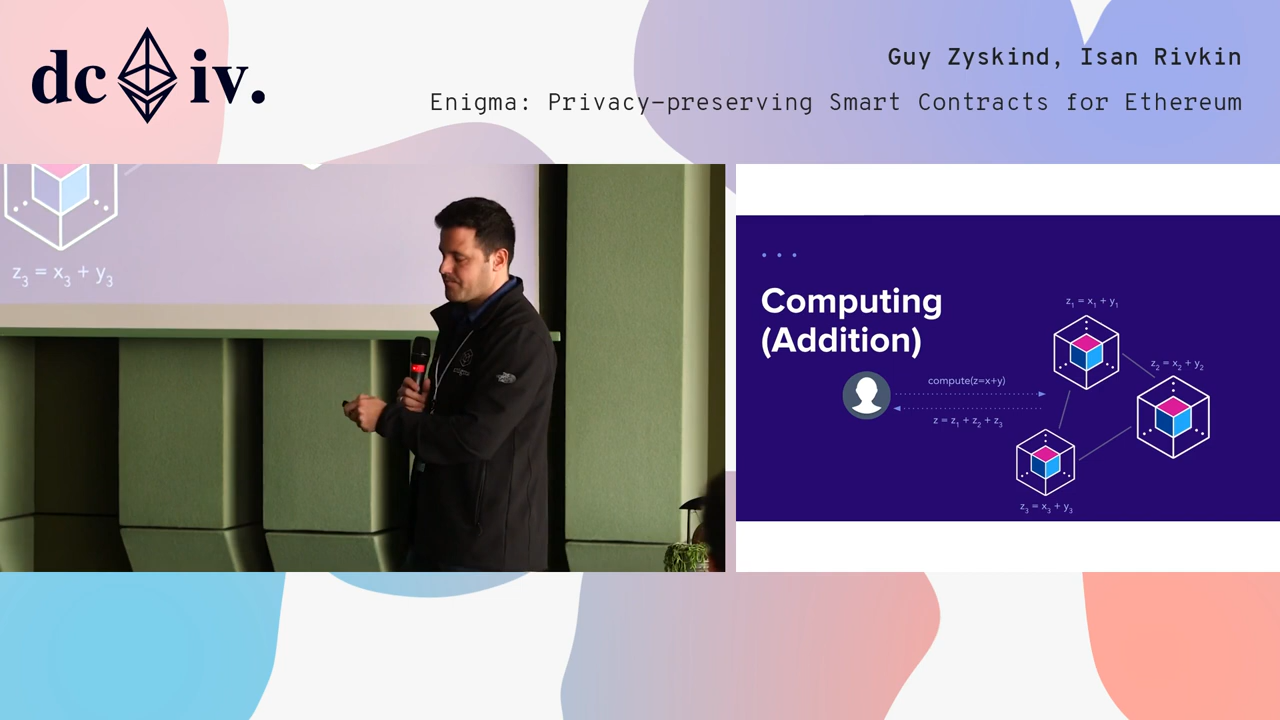 dc iv.
Guy Zyskind, Isan Rivkin
Enigma: Privacy-preserving Smart Contracts for Ethereum
z3 = x3 + y3
Computing
(Addition)
compute(z=x+y)
z = z1 + z2 + z3
z1 = x1 + y1
z2 = x2 + y2
z3 = x3 + y3